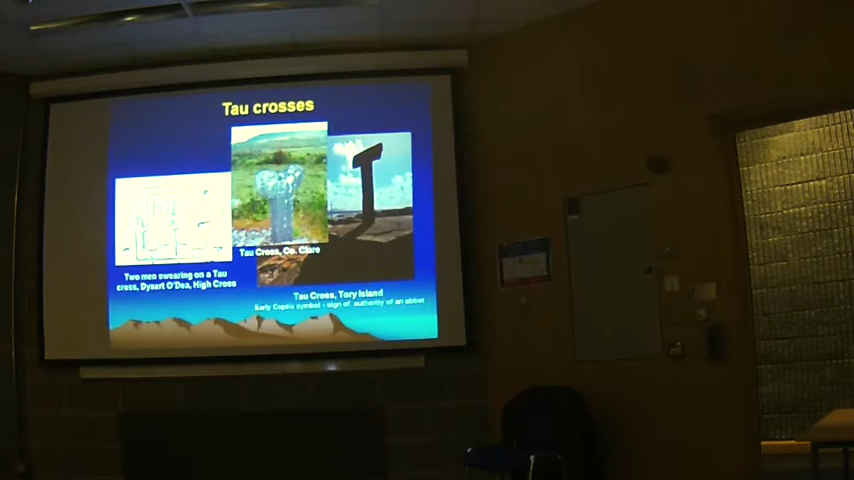 Tau crosses
Tau Cross, Co. Clare
Two men swearing on a Tau
cross, Dysert O'Dea, High Cross
Tau Cross, Tory Island
Early Coptic symbol - sign of authority of an abbot